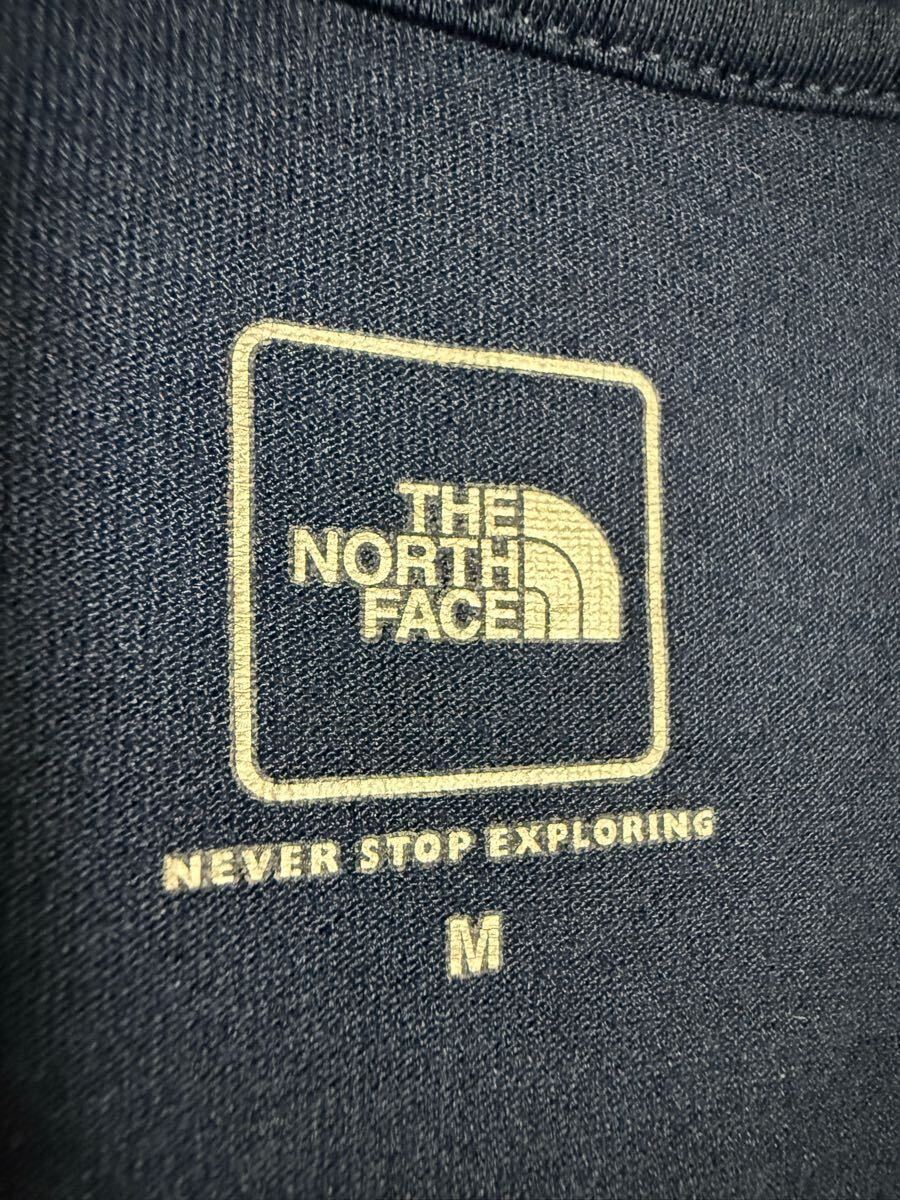 THE
NORTH
FACE
NEVER STOP EXPLORING
M